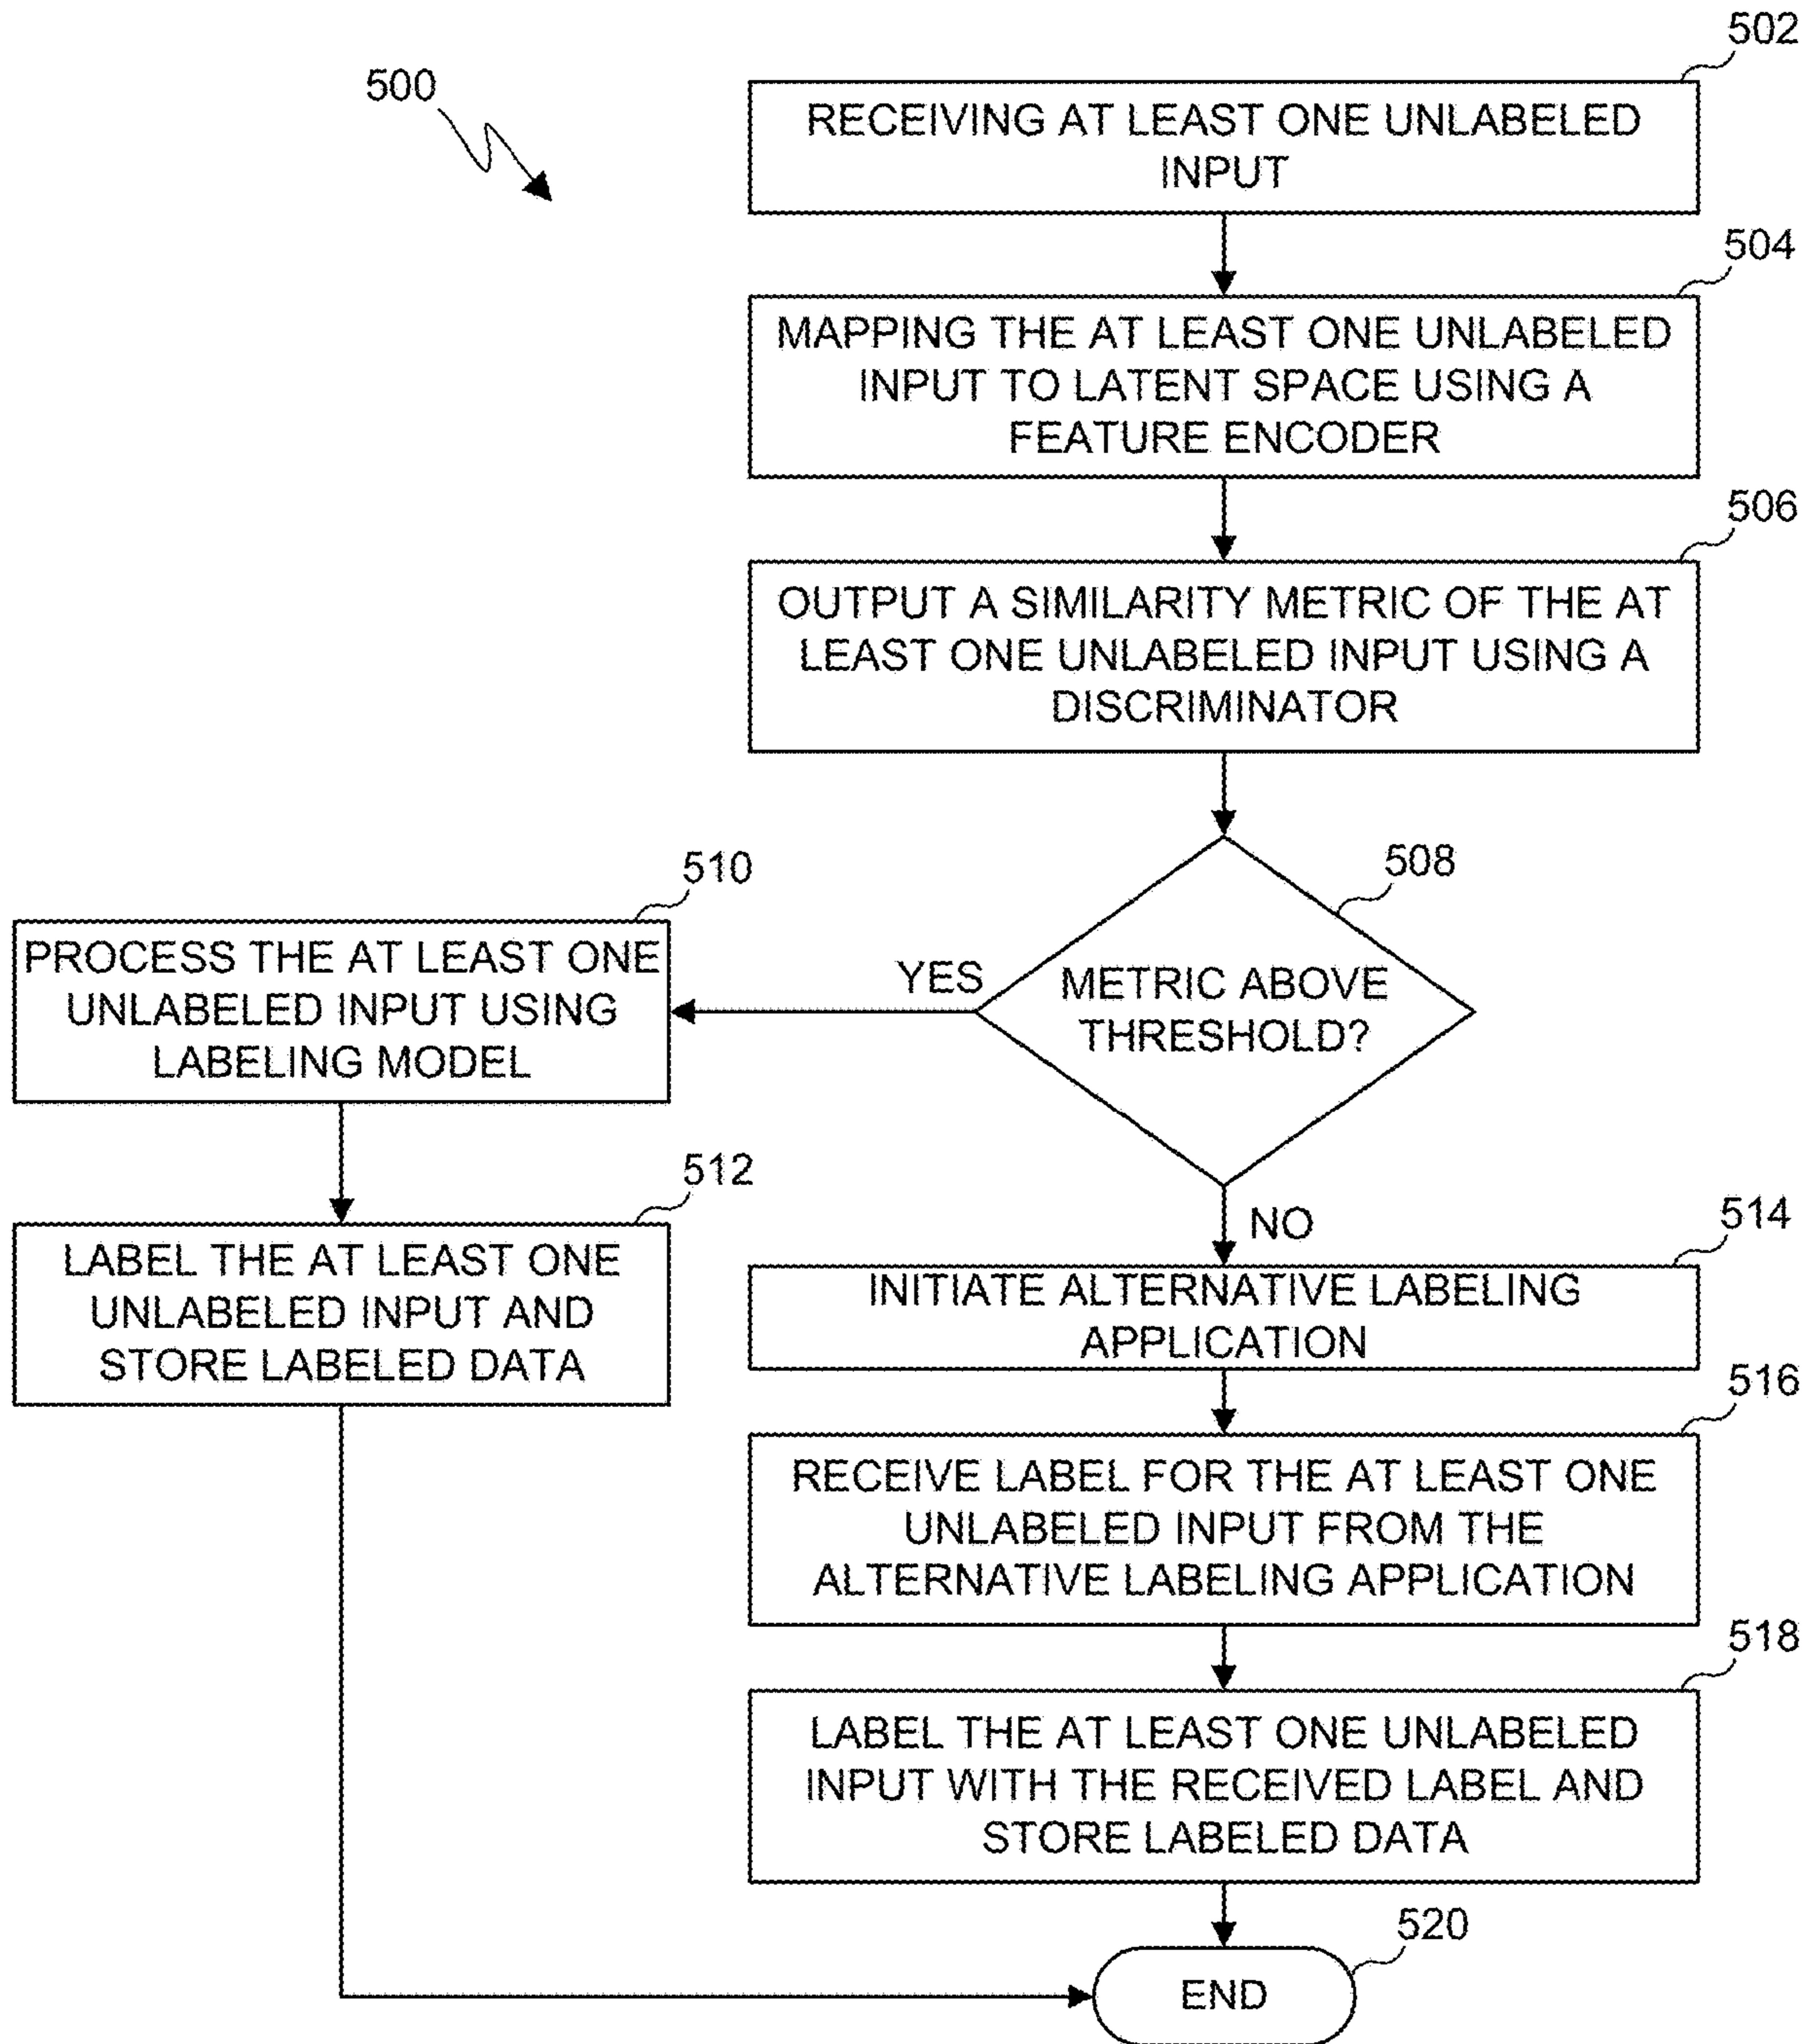 502
500
RECEIVING AT LEAST ONE UNLABELED
INPUT
504
MAPPING THE AT LEAST ONE UNLABELED
INPUT TO LATENT SPACE USING A
FEATURE ENCODER
506
OUTPUT A SIMILARITY METRIC OF THE AT
LEAST ONE UNLABELED INPUT USING A
DISCRIMINATOR
508
METRIC ABOVE
THRESHOLD?
YES
510
PROCESS THE AT LEAST ONE
UNLABELED INPUT USING
LABELING MODEL
512
LABEL THE AT LEAST ONE
UNLABELED INPUT AND
STORE LABELED DATA
NO
514
INITIATE ALTERNATIVE LABELING
APPLICATION
516
RECEIVE LABEL FOR THE AT LEAST ONE
UNLABELED INPUT FROM THE
ALTERNATIVE LABELING APPLICATION
518
LABEL THE AT LEAST ONE UNLABELED
INPUT WITH THE RECEIVED LABEL AND
STORE LABELED DATA
520
END